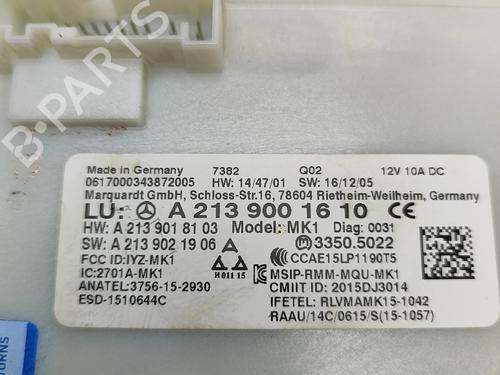 B-PARTS
Made in Germany 7382 Q02 12V 10A DC
0617000343872005 HW: 14/47/01 SW: 16/12/05
Marquardt GmbH, Schloss-Str.16, 78604 Rietheim-Weilheim, Germany
LU: A 213 900 16 10 CE
HW: A 213 901 81 03 Model: MK1 Diag: 0031
SW: A 213 902 19 06 A 3350.5022
FCC ID:IYZ-MK1 CCAE15LP1190T5
IC:2701A-MK1 MSIP-RMM-MQU-MK1
ANATEL:3756-15-2930 K0115 CMIIT ID: 2015DJ3014
ESD-1510644C IFETEL: RLVMAMK15-1042
RAAU/14C/0615/S(15-1057)